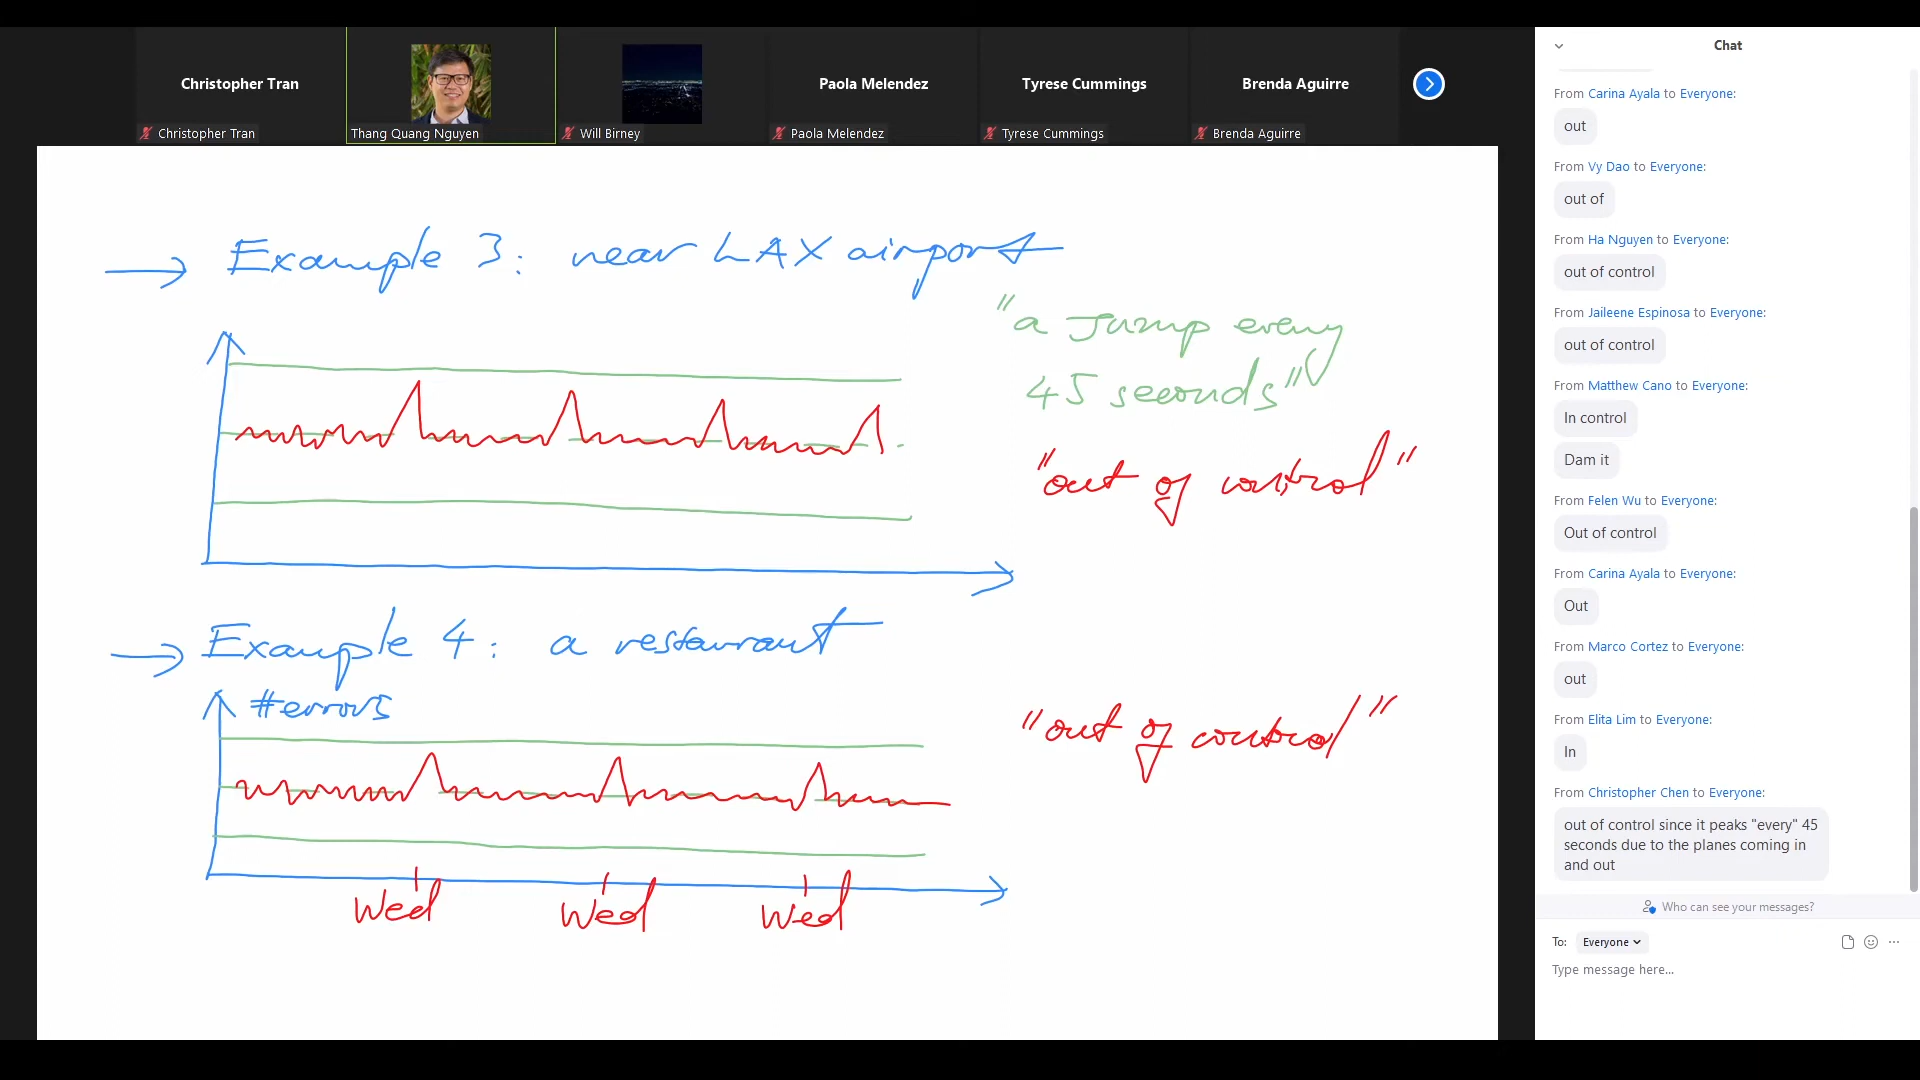 Christopher Tran
Paola Melendez
Tyrese Cummings
Brenda Aguirre
Christopher Tran
Thang Quang Nguyen
Will Birney
Paola Melendez
Tyrese Cummings
Brenda Aguirre
→ Example 3: near LAX airport
"a jump every
45 seconds"
"out of control"
→ Example 4: a restaurant
#errors
"out of control"
Wed
Wed
Wed
Chat
From Carina Ayala to Everyone:
out
From Vy Dao to Everyone:
out of
From Ha Nguyen to Everyone:
out of control
From Jaileene Espinosa to Everyone:
out of control
From Matthew Cano to Everyone:
In control
Dam it
From Felen Wu to Everyone:
Out of control
From Carina Ayala to Everyone:
Out
From Marco Cortez to Everyone:
out
From Elita Lim to Everyone:
In
From Christopher Chen to Everyone:
out of control since it peaks "every" 45
seconds due to the planes coming in
and out
Who can see your messages?
To: Everyone
Type message here...